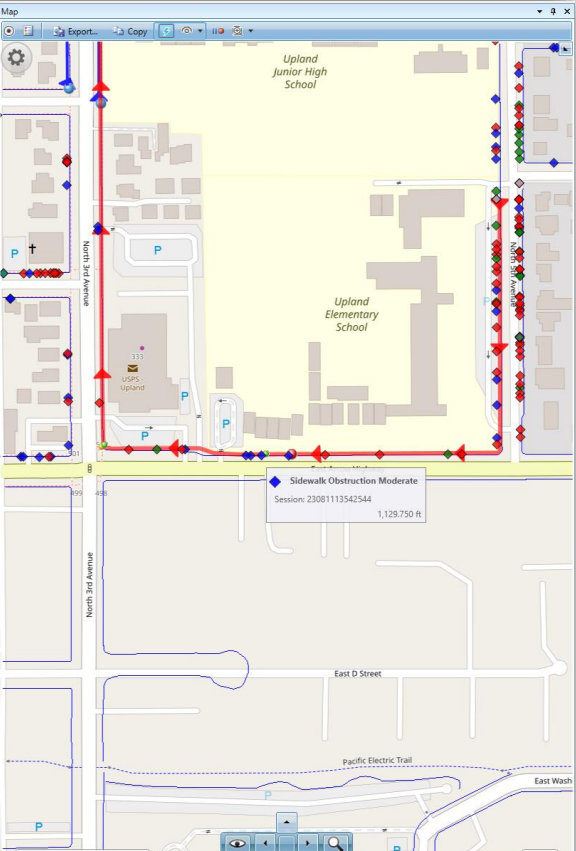 Map
Export...
Copy
Upland
Junior High
School
P
North 3rd Avenue
P
North 5th Avenue
P
Upland
Elementary
School
333
USPS -
Upland
P
P
P
501
Sidewalk Obstruction Moderate
Session: 23081113542544
1,129.750 ft
499
498
North 3rd Avenue
East D Street
Pacific Electric Trail
East Wash
P
P
P